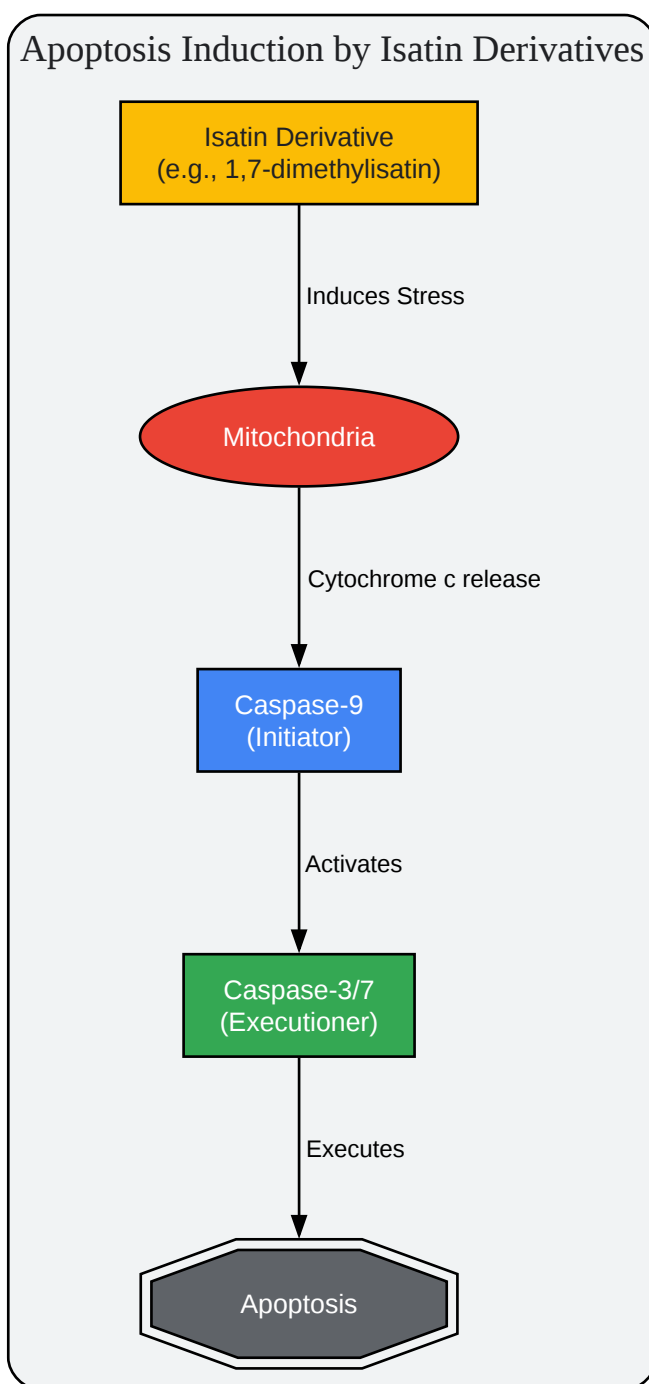 Apoptosis Induction by Isatin Derivatives
Isatin Derivative
(e.g., 1,7-dimethylisatin)
Induces Stress
Mitochondria
Cytochrome c release
Caspase-9
(Initiator)
Activates
Caspase-3/7
(Executioner)
Executes
Apoptosis